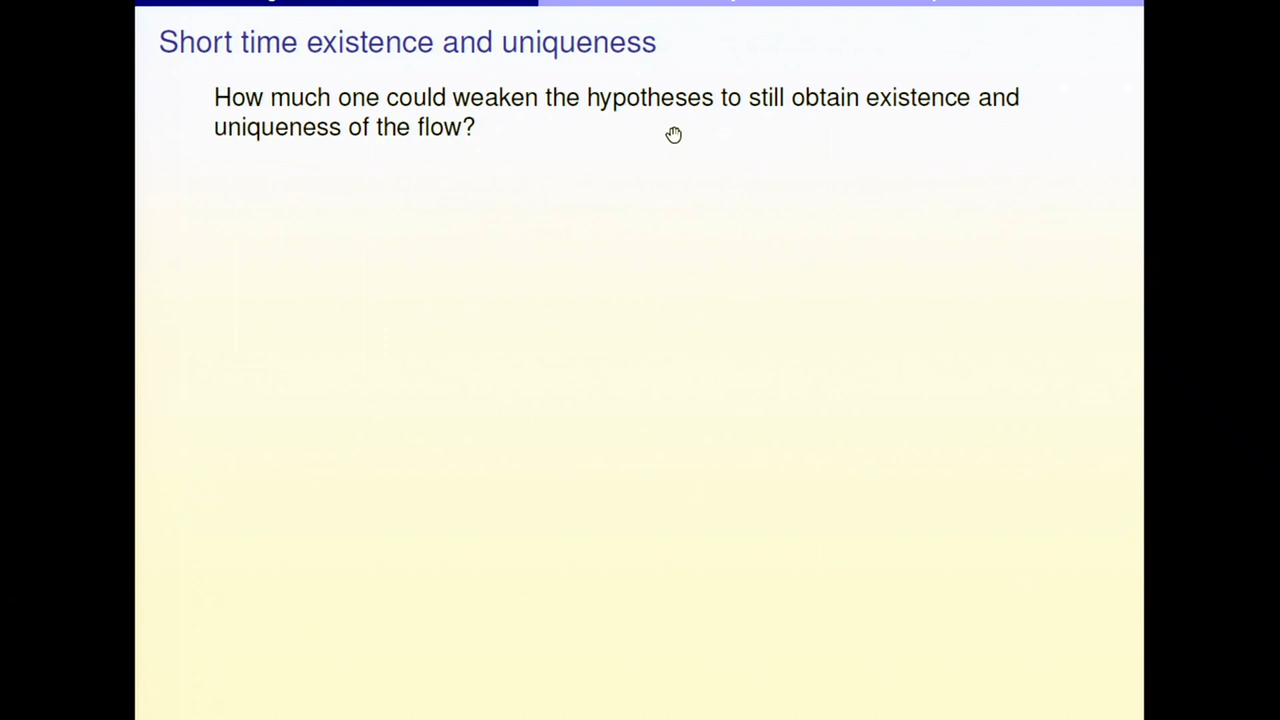 Short time existence and uniqueness
How much one could weaken the hypotheses to still obtain existence and
uniqueness of the flow?